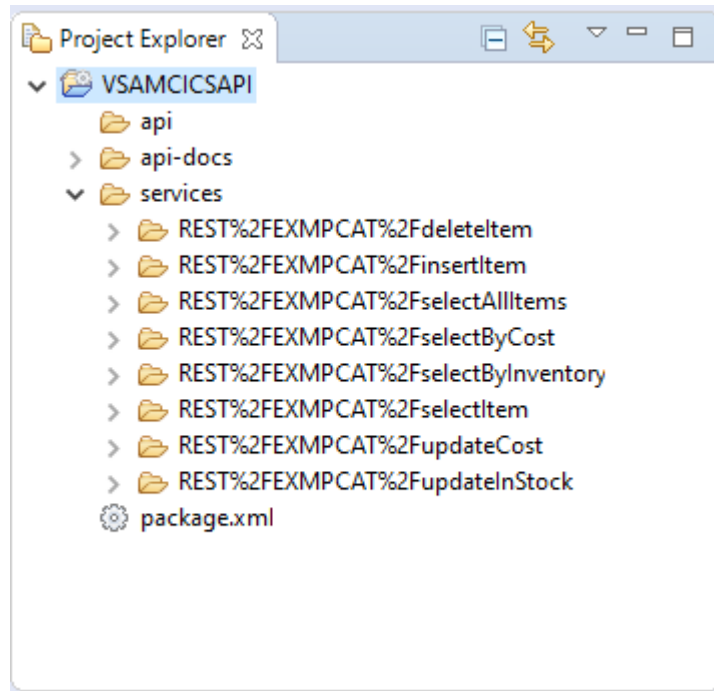 Project Explorer
VSAMCICSAPI
api
api-docs
services
REST%2FEXMPCAT%2FdeleteItem
REST%2FEXMPCAT%2FinsertItem
REST%2FEXMPCAT%2FselectAllItems
REST%2FEXMPCAT%2FselectByCost
REST%2FEXMPCAT%2FselectByInventory
REST%2FEXMPCAT%2FselectItem
REST%2FEXMPCAT%2FupdateCost
REST%2FEXMPCAT%2FupdateInStock
package.xml